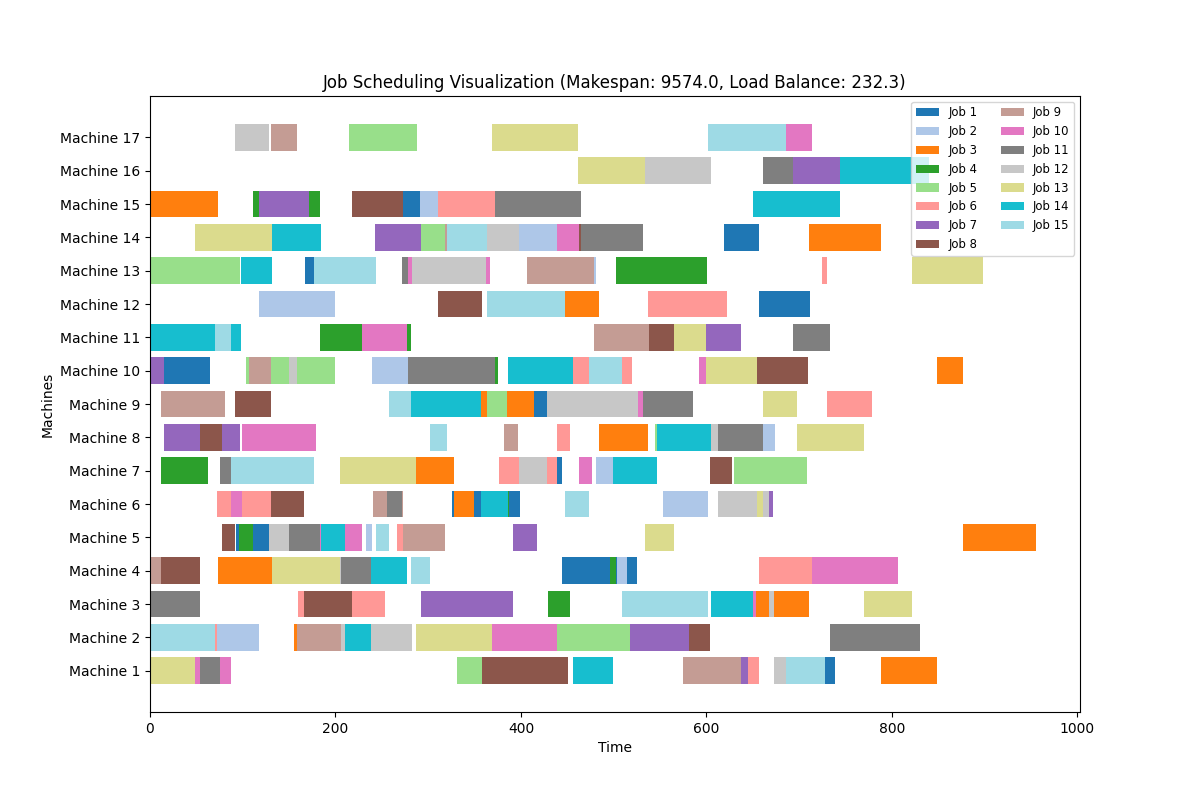 Job Scheduling Visualization (Makespan: 9574.0, Load Balance: 232.3)
Job 1
Job 2
Job 3
Job 4
Job 5
Job 6
Job 7
Job 8
Job 9
Job 10
Job 11
Job 12
Job 13
Job 14
Job 15
Machines
Machine 17
Machine 16
Machine 15
Machine 14
Machine 13
Machine 12
Machine 11
Machine 10
Machine 9
Machine 8
Machine 7
Machine 6
Machine 5
Machine 4
Machine 3
Machine 2
Machine 1
0 200 400 600 800 1000
Time